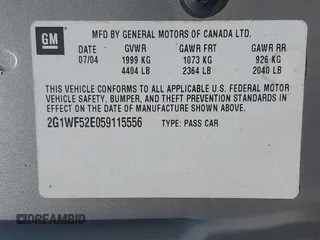 GM
MFD BY GENERAL MOTORS OF CANADA LTD.
DATE GVWR GAWR FRT GAWR RR
07/04 1999 KG 1073 KG 926 KG
4404 LB 2364 LB 2040 LB
THIS VEHICLE CONFORMS TO ALL APPLICABLE U.S. FEDERAL MOTOR
VEHICLE SAFETY, BUMPER, AND THEFT PREVENTION STANDARDS IN
EFFECT ON THE DATE OF MANUFACTURE SHOWN ABOVE.
2G1WF52E059115556 TYPE: PASS CAR
DREAMBID